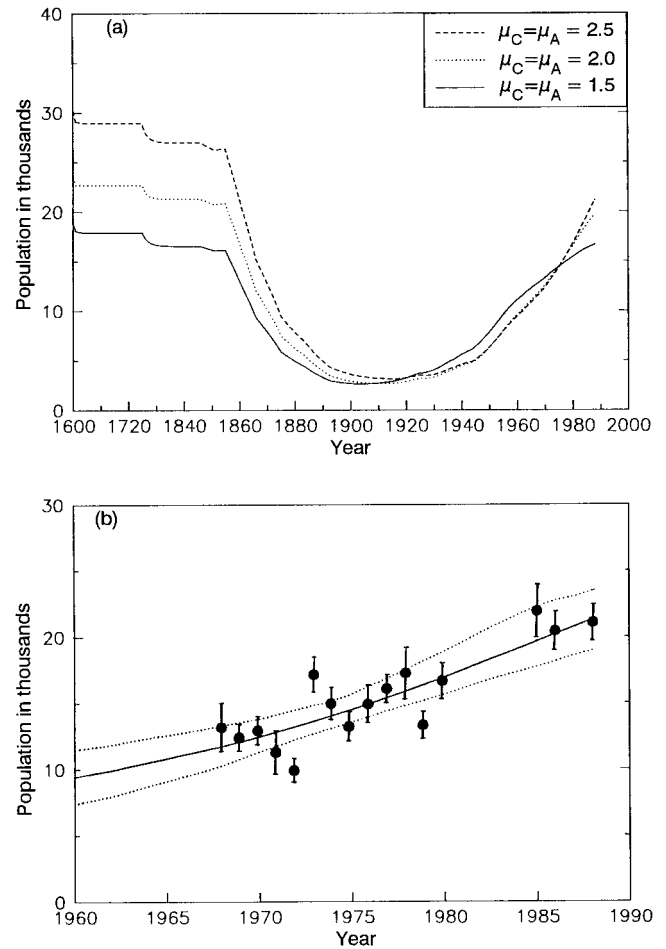 (a)
μC=μA = 2.5
μC=μA = 2.0
μC=μA = 1.5
40
30
20
10
0
Population in thousands
1600 1720 1840 1860 1880 1900 1920 1940 1960 1980 2000
Year
(b)
30
20
10
0
Population in thousands
1960 1965 1970 1975 1980 1985 1990
Year